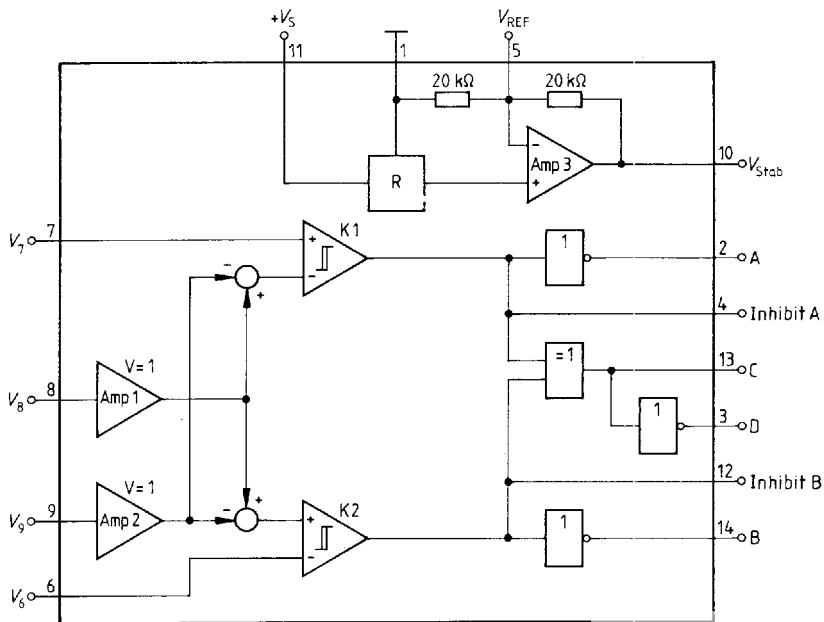 +V_S
11
1
V_REF
5
20 kΩ
20 kΩ
-
Amp 3
+
R
10
V_Stab
V_7
7
K1
+
-
-
+
1
2
A
4
Inhibit A
V=1
Amp 1
V_8
8
=1
13
C
1
3
D
12
Inhibit B
V=1
Amp 2
V_9
9
-
+
K2
+
-
1
14
B
V_6
6